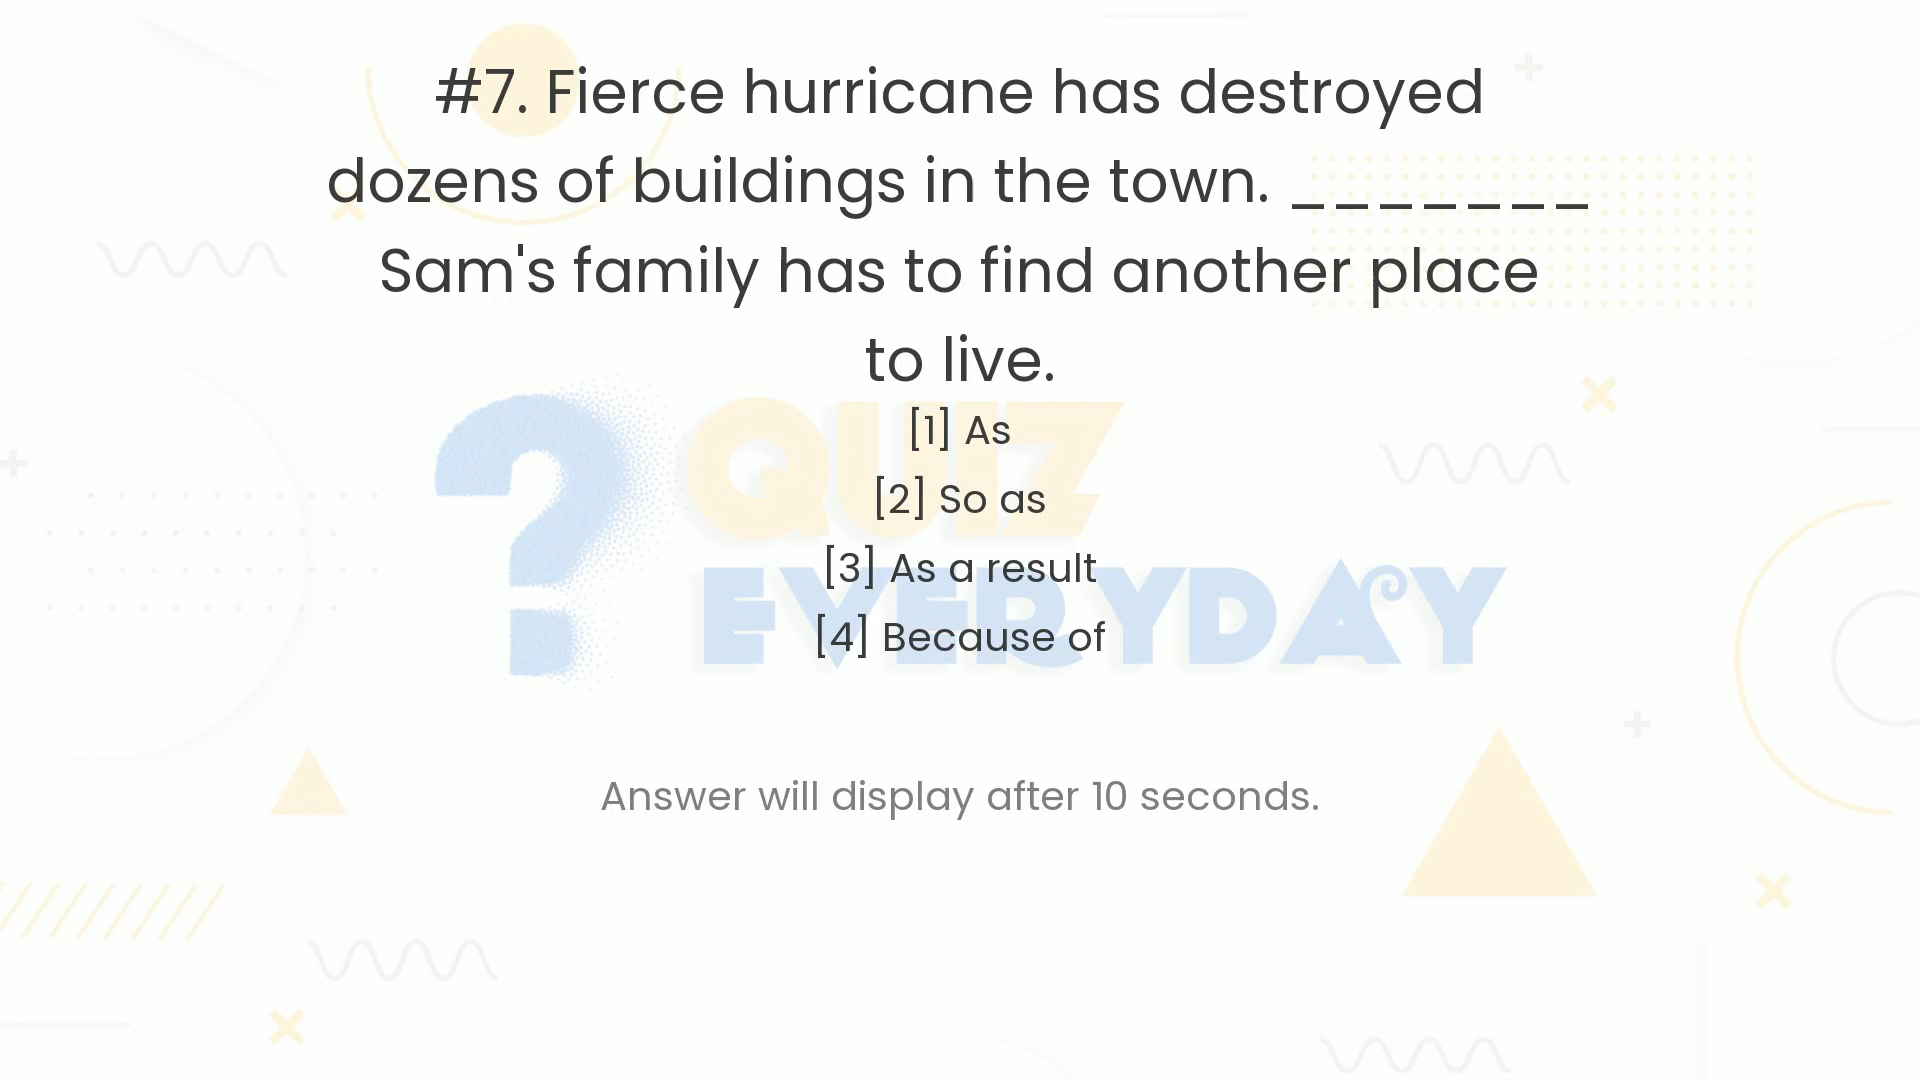 #7. Fierce hurricane has destroyed
dozens of buildings in the town. _______
Sam's family has to find another place
to live.
[1] As
[2] So as
[3] As a result
[4] Because of
? QUIZ
EVERYDAY
Answer will display after 10 seconds.